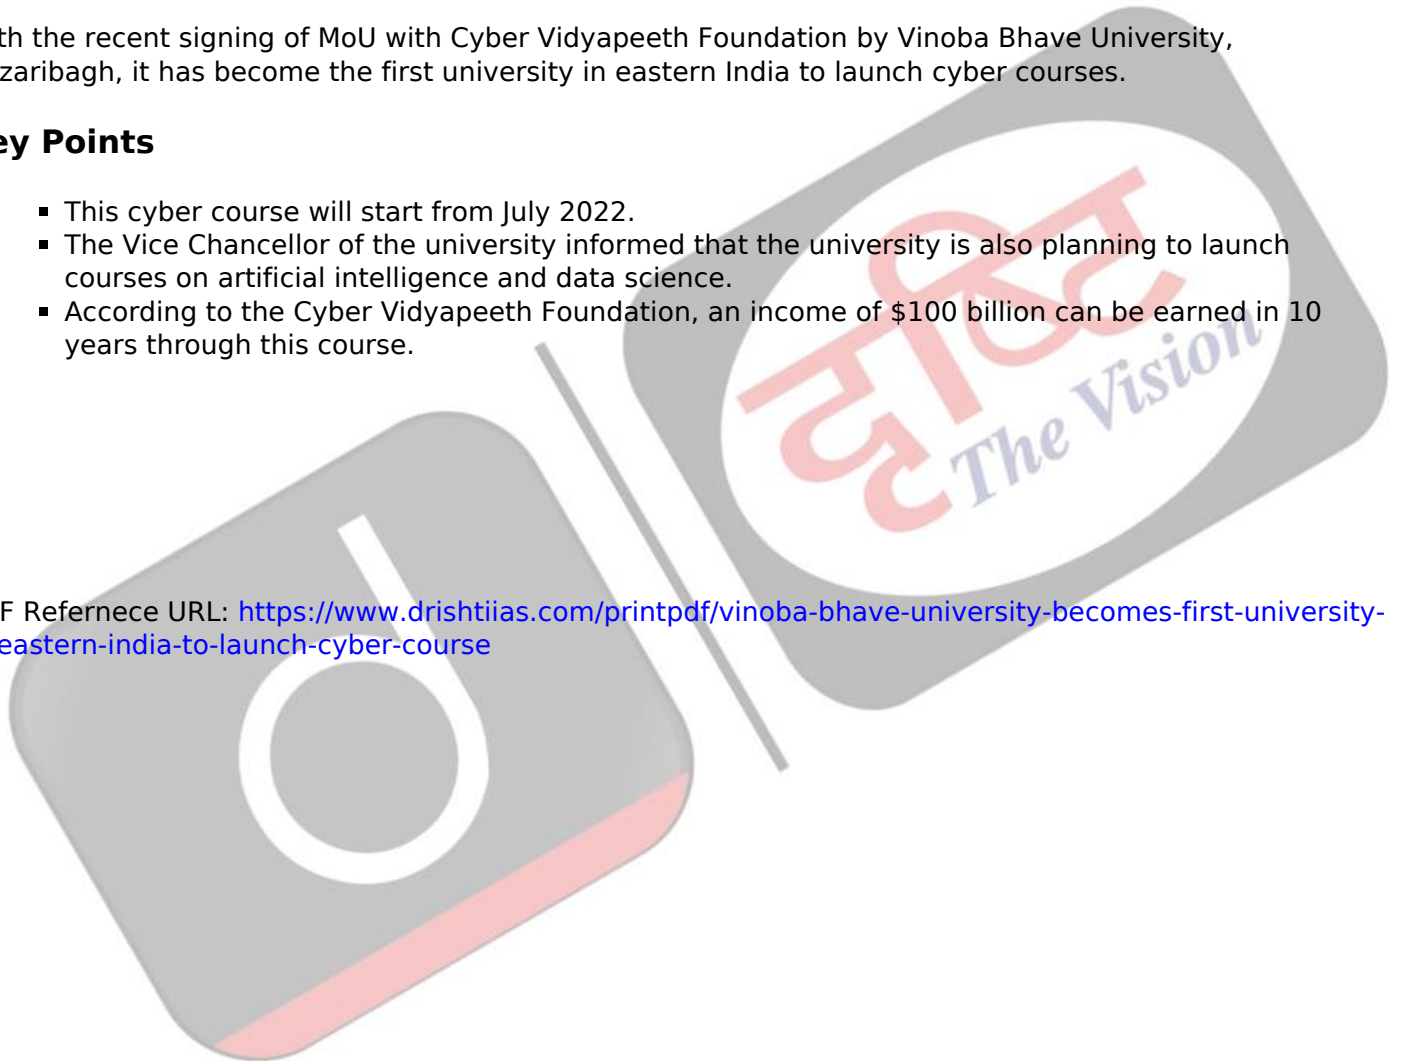 th the recent signing of MoU with Cyber Vidyapeeth Foundation by Vinoba Bhave University,
zaribagh, it has become the first university in eastern India to launch cyber courses.
ey Points
▪ This cyber course will start from July 2022.
▪ The Vice Chancellor of the university informed that the university is also planning to launch
courses on artificial intelligence and data science.
▪ According to the Cyber Vidyapeeth Foundation, an income of $100 billion can be earned in 10
years through this course.
दृष्टि
The Vision
d
F Refernece URL: https://www.drishtiias.com/printpdf/vinoba-bhave-university-becomes-first-university-
eastern-india-to-launch-cyber-course